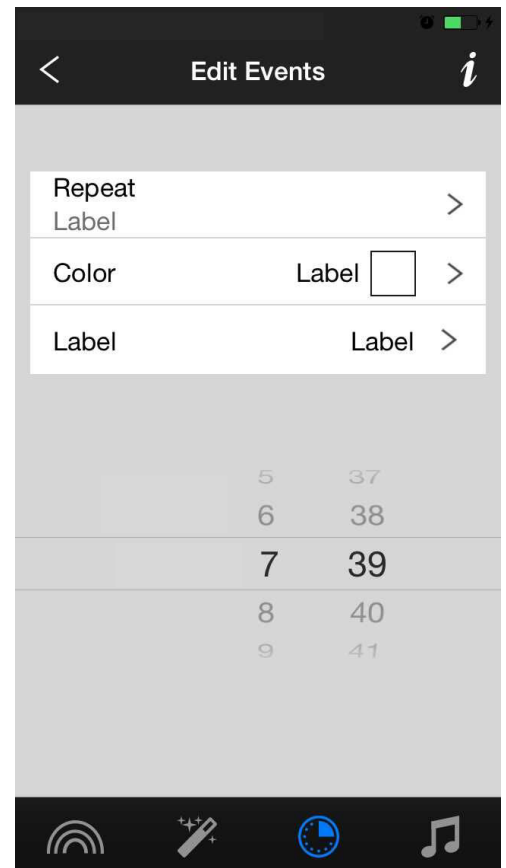 Edit Events
i
Repeat
Label
Color Label
Label Label
5 37
6 38
7 39
8 40
9 41